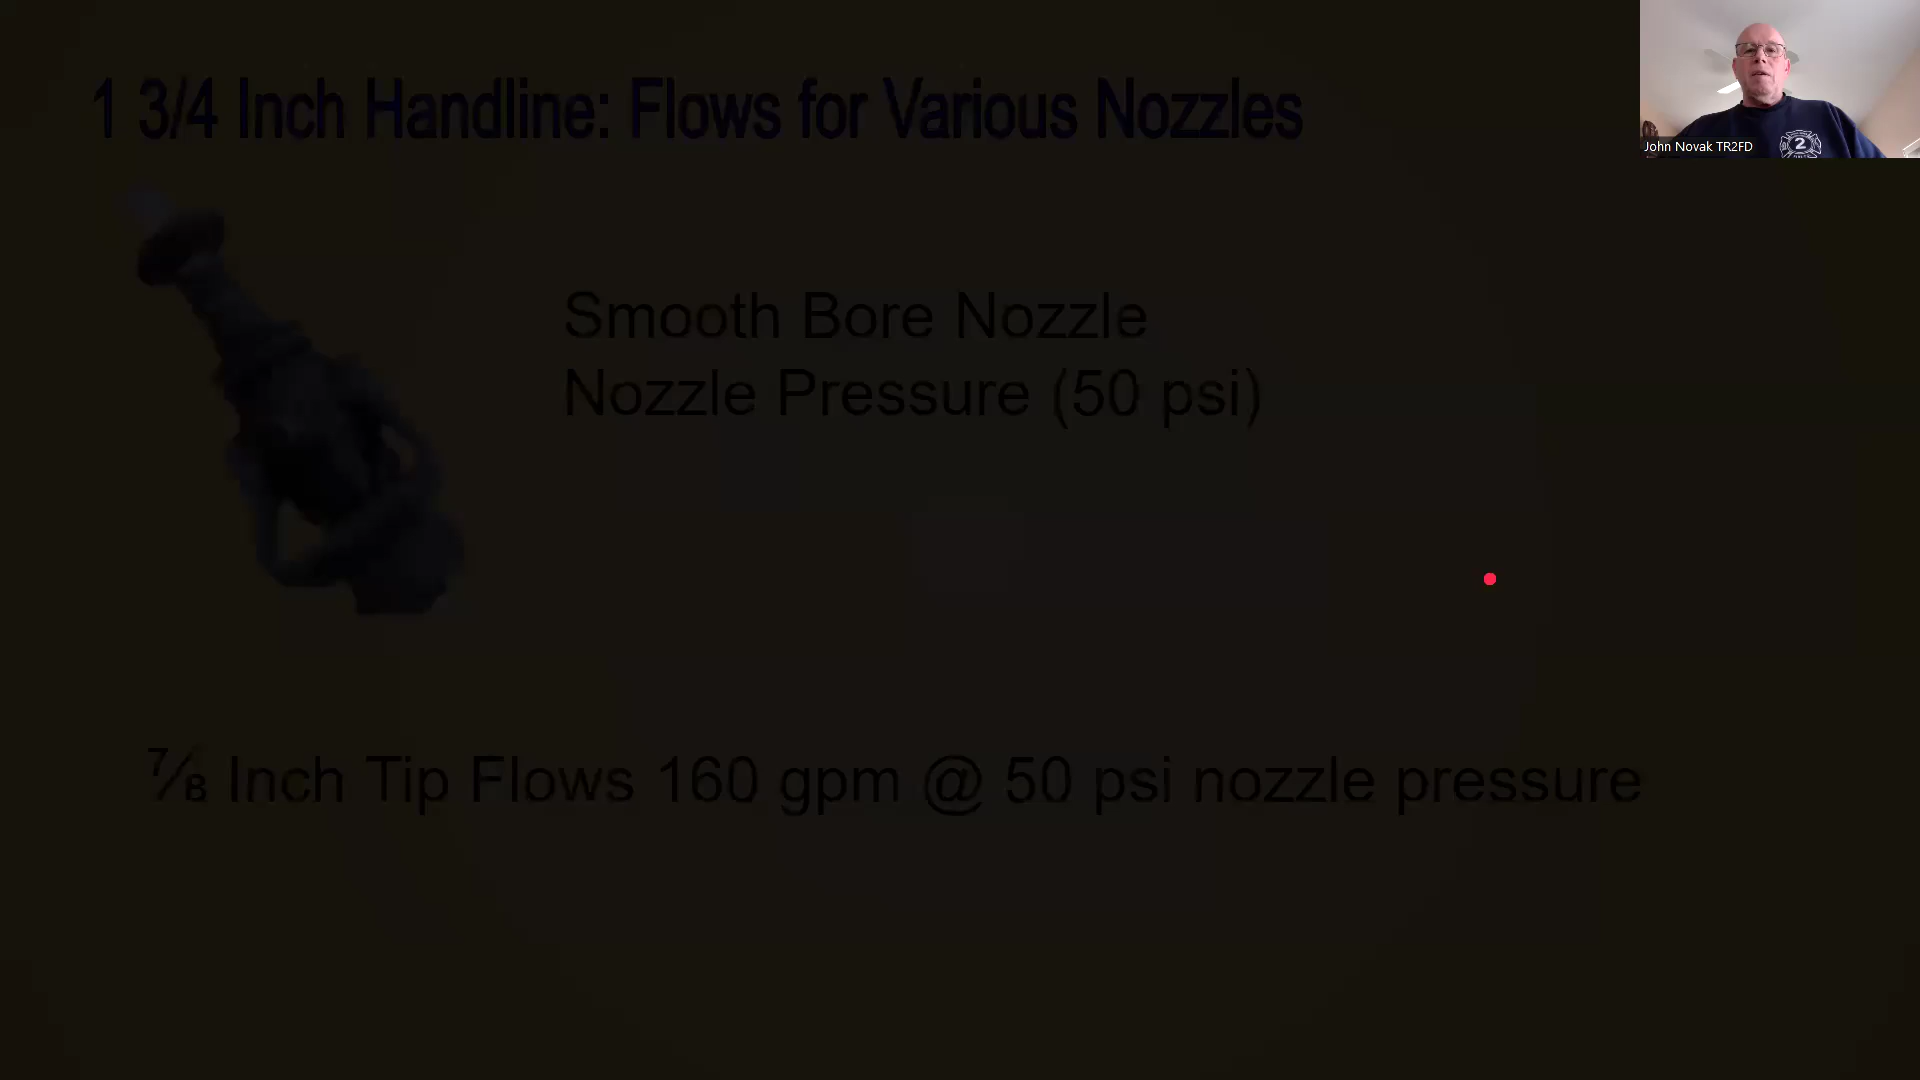 1 3/4 Inch Handline: Flows for Various Nozzles
John Novak TR2FD
2
Smooth Bore Nozzle
Nozzle Pressure (50 psi)
⅞ Inch Tip Flows 160 gpm @ 50 psi nozzle pressure